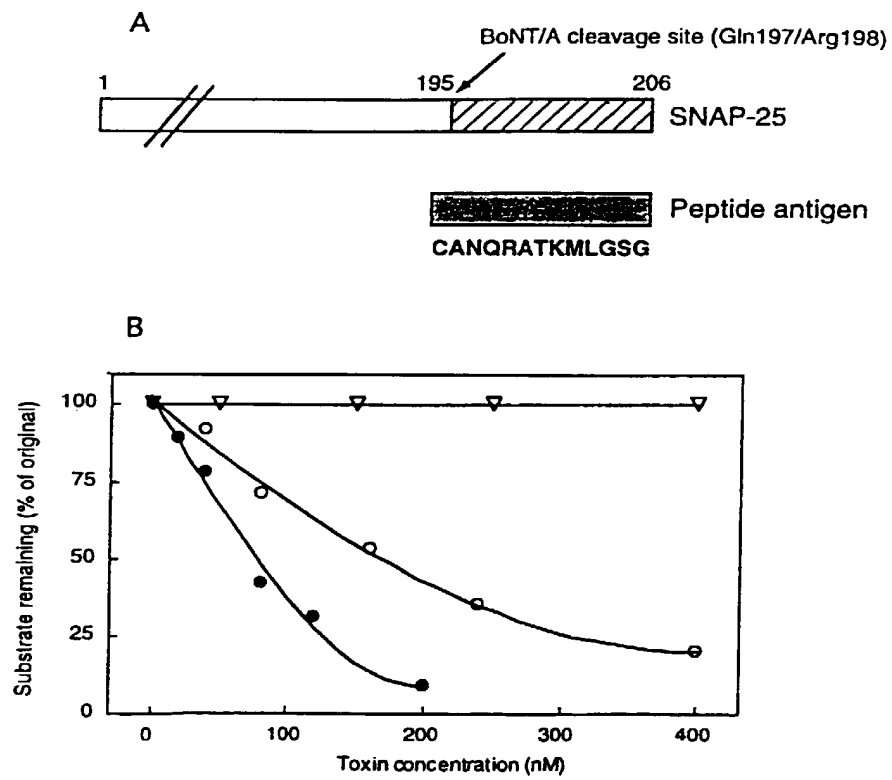 A
BoNT/A cleavage site (Gln197/Arg198)
1 195 206
SNAP-25
Peptide antigen
CANQRATKMLGSG
B
Substrate remaining (% of original)
100
75
50
25
0
0 100 200 300 400
Toxin concentration (nM)